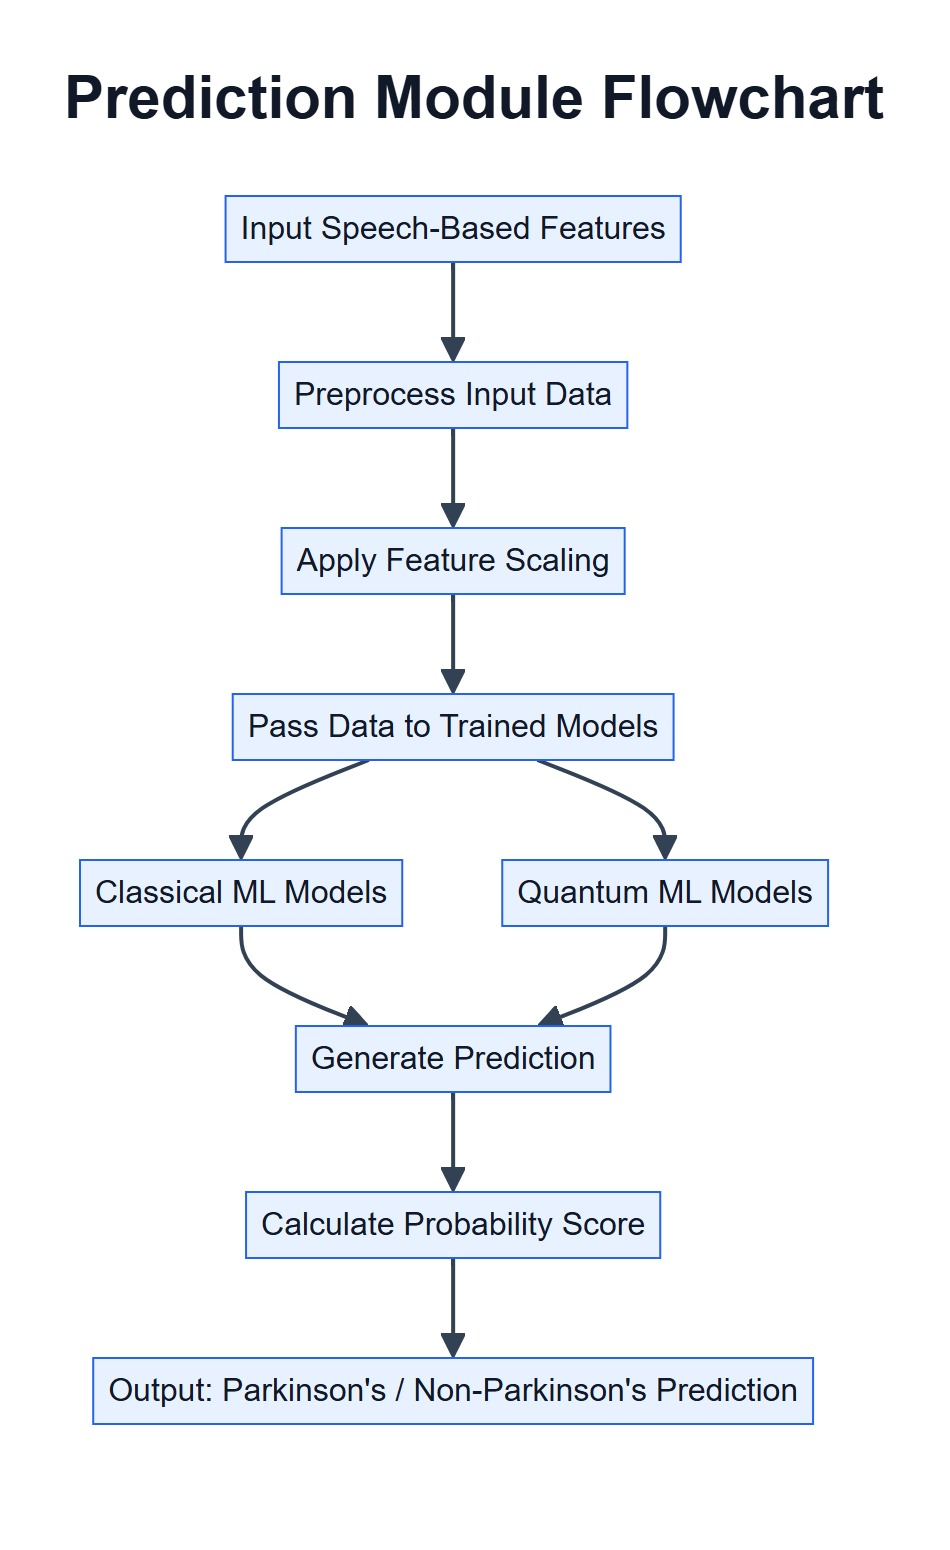 Prediction Module Flowchart
Input Speech-Based Features
Preprocess Input Data
Apply Feature Scaling
Pass Data to Trained Models
Classical ML Models
Quantum ML Models
Generate Prediction
Calculate Probability Score
Output: Parkinson's / Non-Parkinson's Prediction